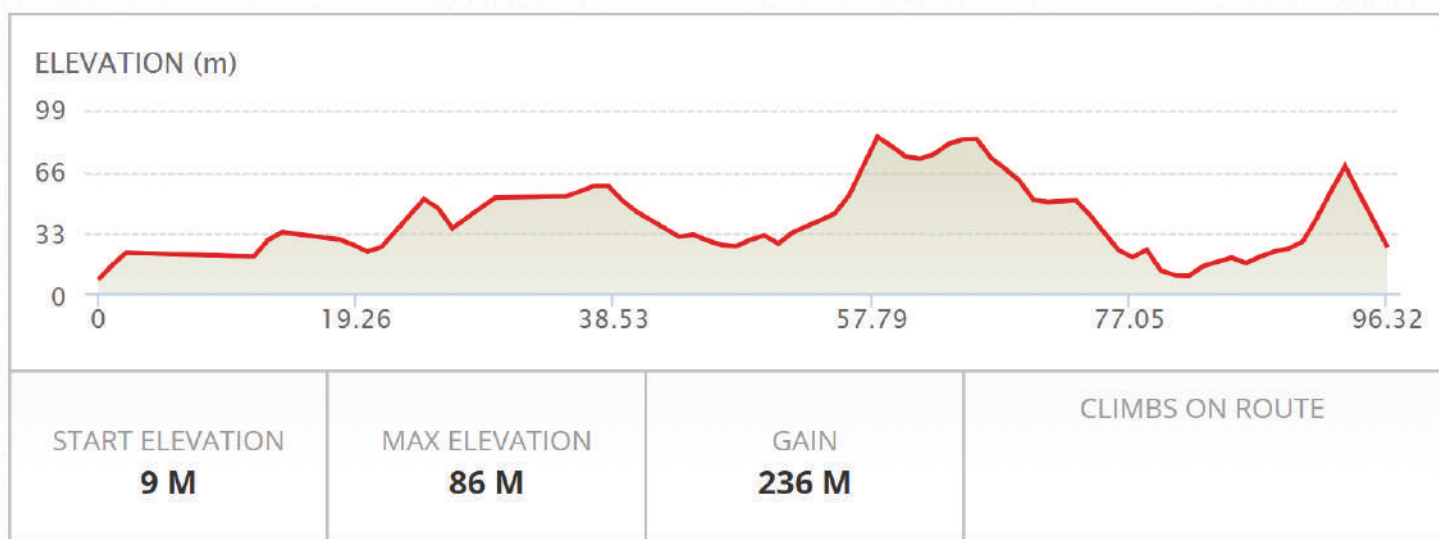 ELEVATION (m)
99
66
33
0
0 19.26 38.53 57.79 77.05 96.32
START ELEVATION
9 M
MAX ELEVATION
86 M
GAIN
236 M
CLIMBS ON ROUTE